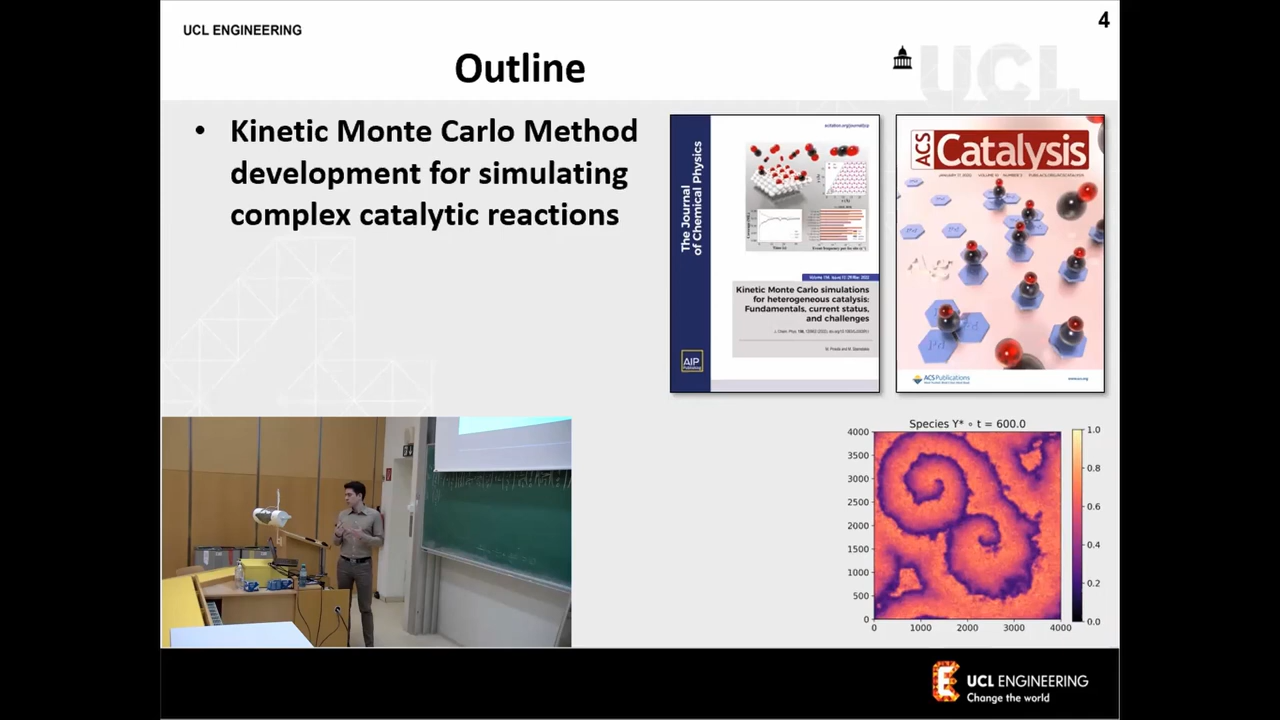 UCL ENGINEERING
4
Outline
UCL
• Kinetic Monte Carlo Method
development for simulating
complex catalytic reactions
The Journal
of Chemical Physics
Kinetic Monte Carlo simulations
for heterogeneous catalysis:
Fundamentals, current status,
and challenges
AIP
Publishing
ACS
Catalysis
Pd
ACS Publications
Species Y* ∘ t = 600.0
4000
3500
3000
2500
2000
1500
1000
500
0
0 1000 2000 3000 4000
1.0
0.8
0.6
0.4
0.2
0.0
UCL ENGINEERING
Change the world